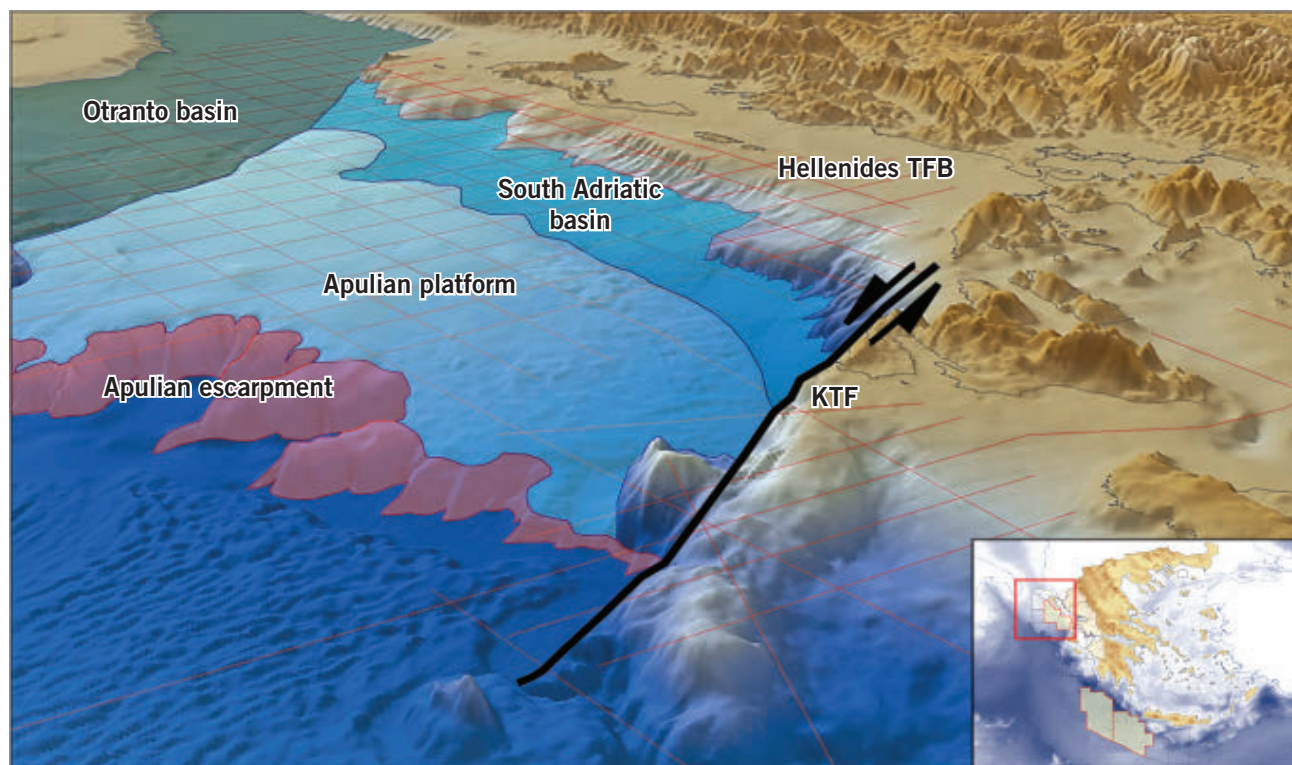 Otranto basin
Hellenides TFB
South Adriatic
basin
Apulian platform
Apulian escarpment
KTF